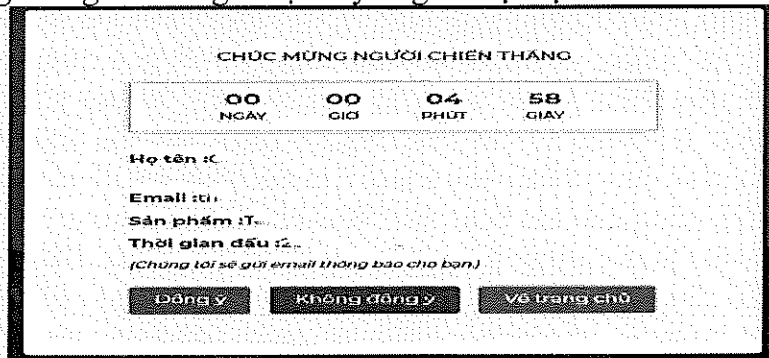 CHÚC MỪNG NGƯỜI CHIẾN THẮNG
00 00 04 58
NGÀY GIỜ PHÚT GIÂY
Họ tên :
Email :
Sản phẩm :T
Thời gian đấu :2
(Chúng tôi sẽ gửi email thông báo cho bạn.)
Đồng ý Không đồng ý Về trang chủ